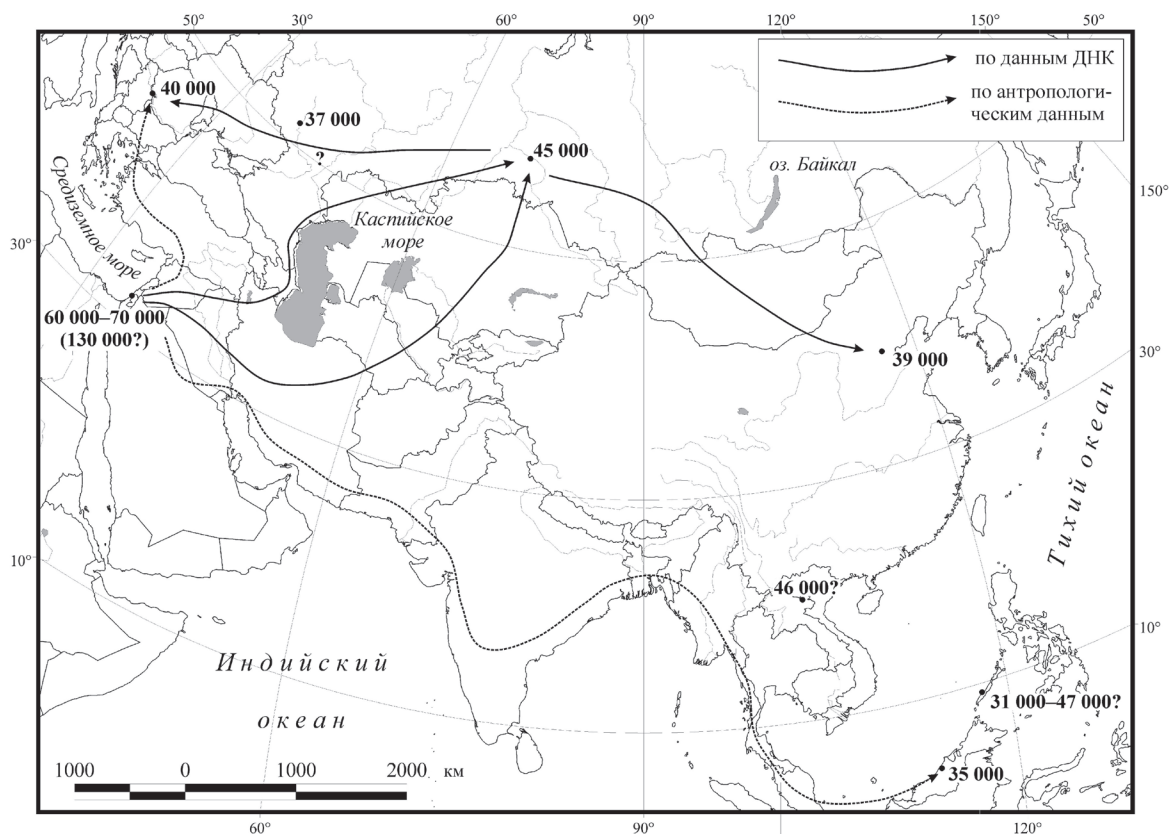 50° 30° 60° 90° 120° 150° 50°
по данным ДНК
по антропологи-
ческим данным
40 000
37 000
?
45 000
оз. Байкал
150°
Средиземное море
Каспийское
море
30°
60 000–70 000
(130 000?)
39 000
30°
Тихий океан
10°
46 000?
10°
Индийский
океан
31 000–47 000?
35 000
1000 0 1000 2000 км
60° 90° 120°